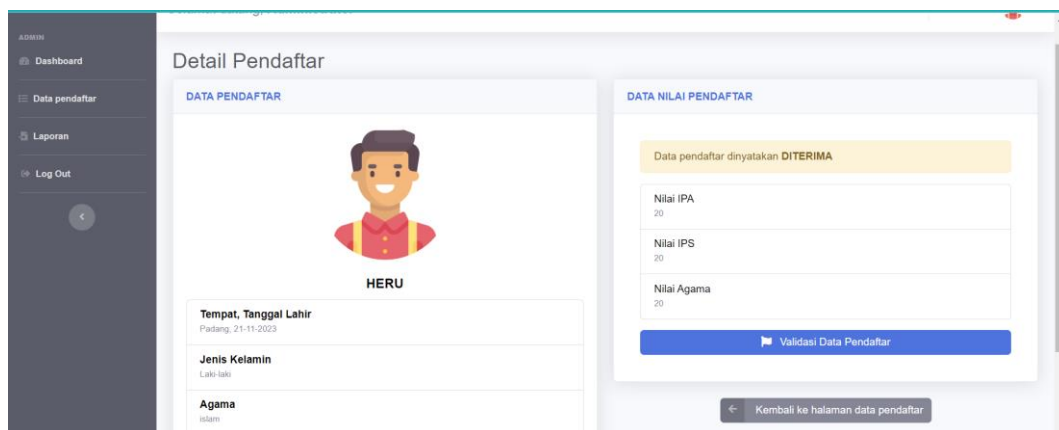 ADMIN
Dashboard
Data pendaftar
Laporan
Log Out
Detail Pendaftar
DATA PENDAFTAR
HERU
Tempat, Tanggal Lahir
Padang, 21-11-2023
Jenis Kelamin
Laki-laki
Agama
islam
DATA NILAI PENDAFTAR
Data pendaftar dinyatakan DITERIMA
Nilai IPA
20
Nilai IPS
20
Nilai Agama
20
Validasi Data Pendaftar
Kembali ke halaman data pendaftar